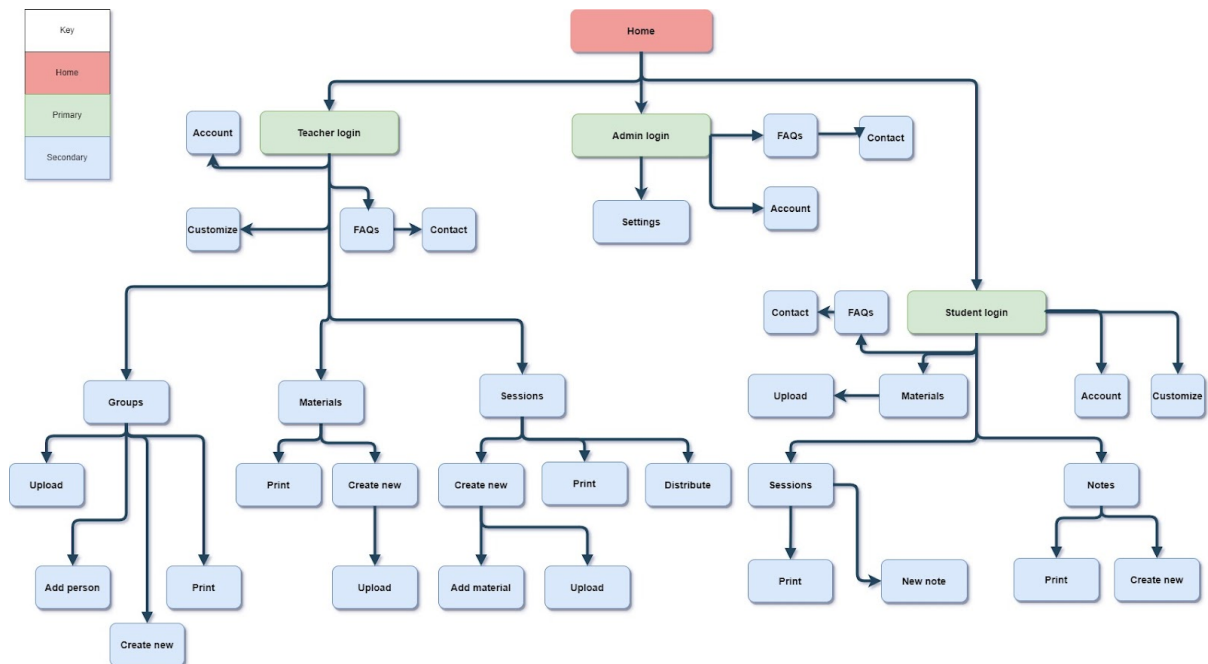 Key
Home
Primary
Secondary
Home
Account
Teacher login
Admin login
FAQs
Contact
Customize
FAQs
Contact
Settings
Account
Contact
FAQs
Student login
Groups
Materials
Sessions
Upload
Materials
Account
Customize
Upload
Print
Create new
Create new
Print
Distribute
Sessions
Notes
Add person
Print
Upload
Add material
Upload
Print
New note
Print
Create new
Create new